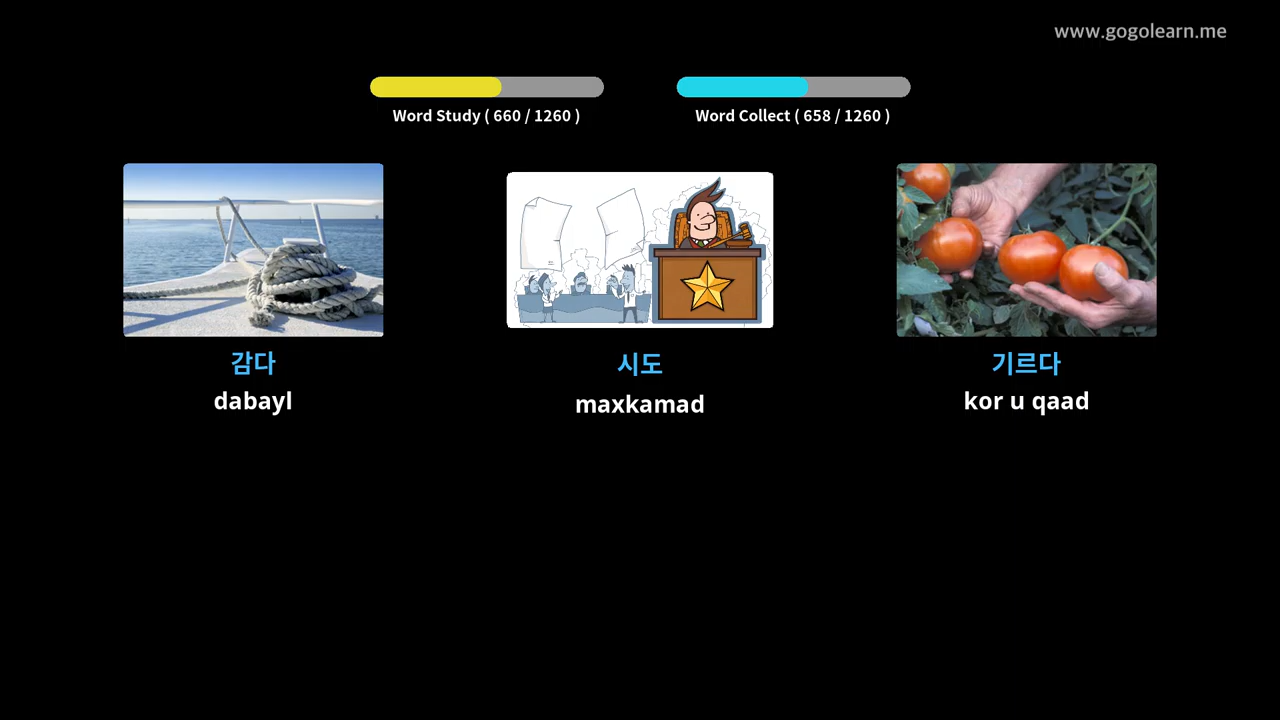 www.gogolearn.me
Word Study ( 660 / 1260 )
Word Collect ( 658 / 1260 )
감다
dabayl
시도
maxkamad
기르다
kor u qaad